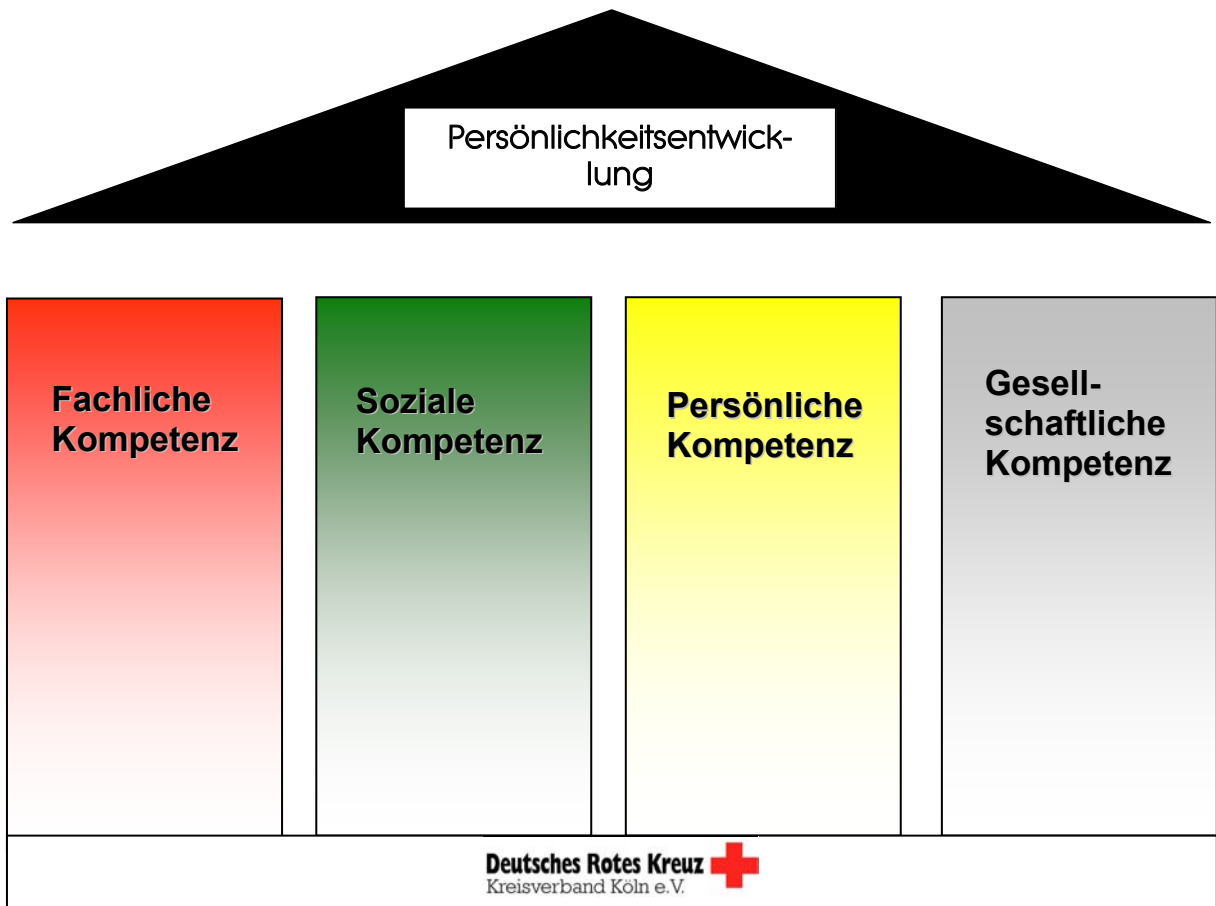 Persönlichkeitsentwick-
lung
Fachliche
Kompetenz
Soziale
Kompetenz
Persönliche
Kompetenz
Gesell-
schaftliche
Kompetenz
Deutsches Rotes Kreuz
Kreisverband Köln e.V.